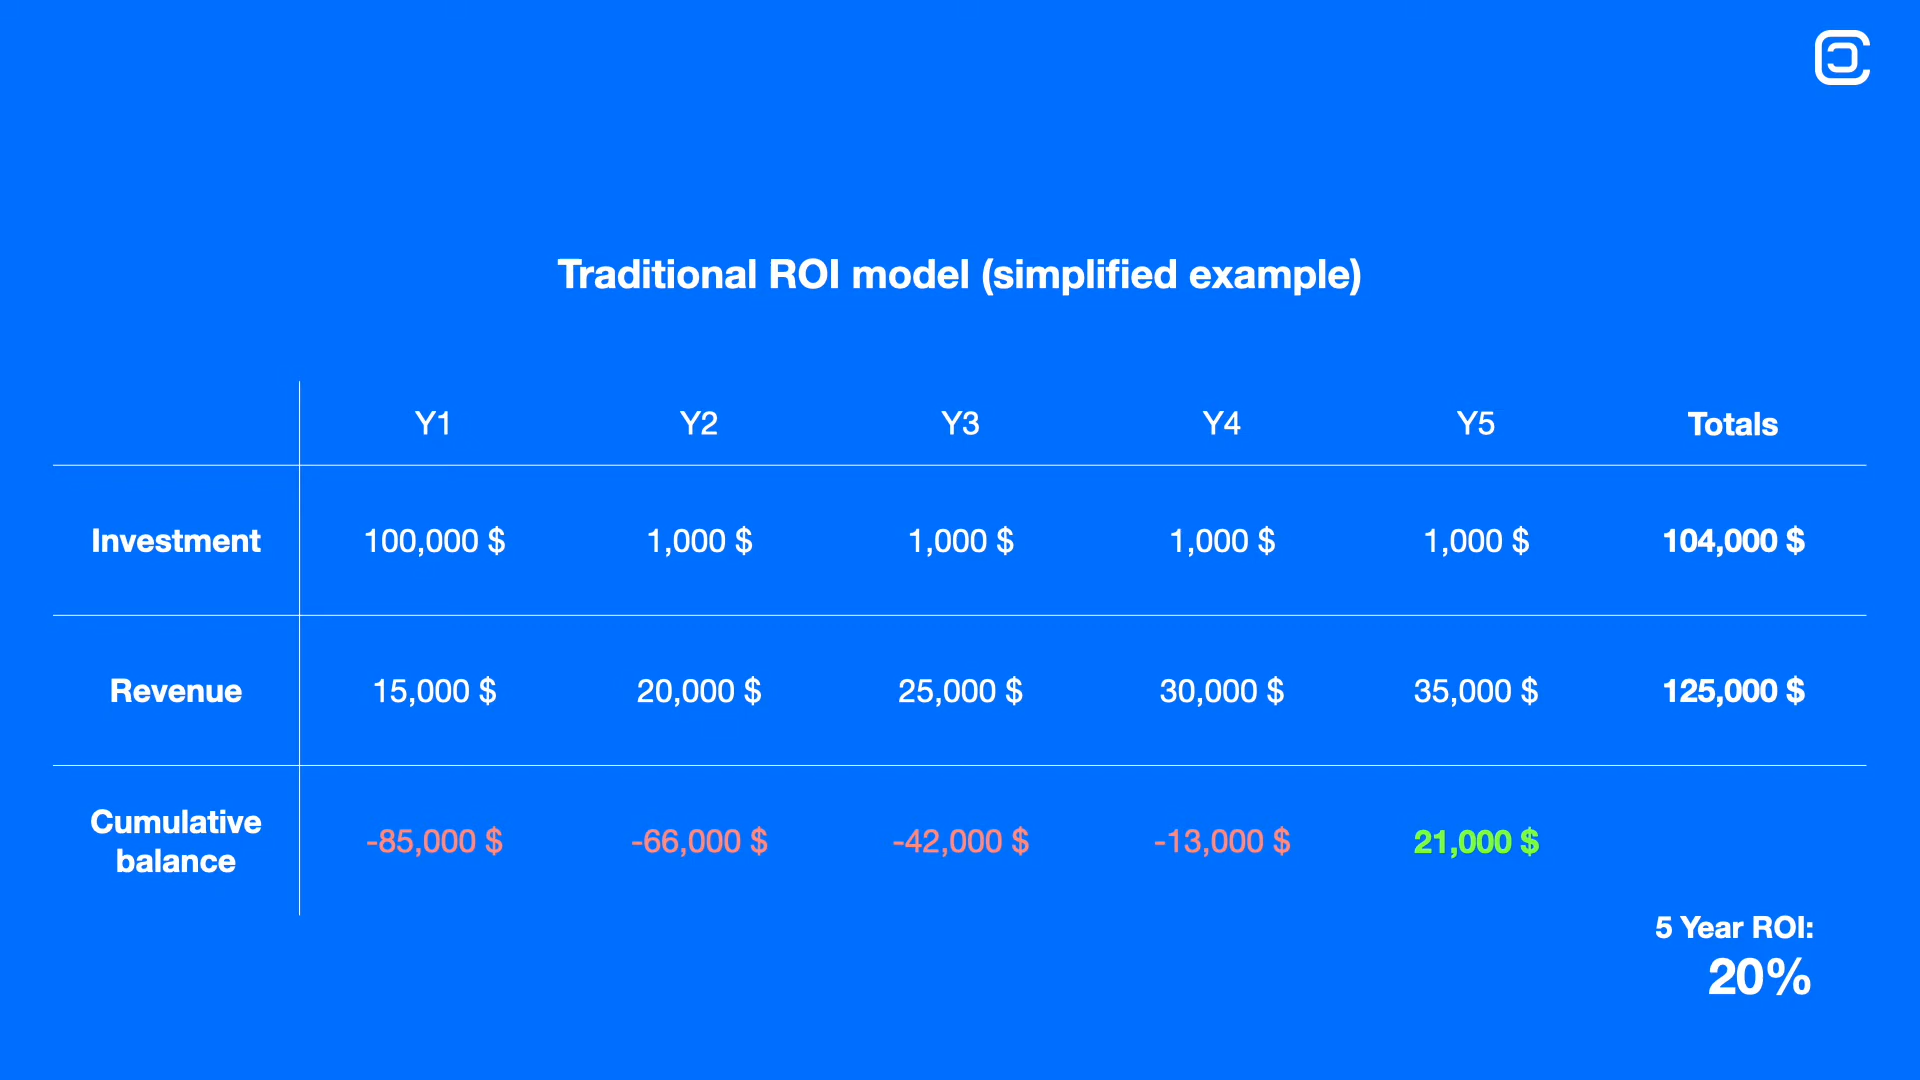 Traditional ROI model (simplified example)
Y1 Y2 Y3 Y4 Y5 Totals
Investment 100,000 $ 1,000 $ 1,000 $ 1,000 $ 1,000 $ 104,000 $
Revenue 15,000 $ 20,000 $ 25,000 $ 30,000 $ 35,000 $ 125,000 $
Cumulative
balance -85,000 $ -66,000 $ -42,000 $ -13,000 $ 21,000 $
5 Year ROI:
20%